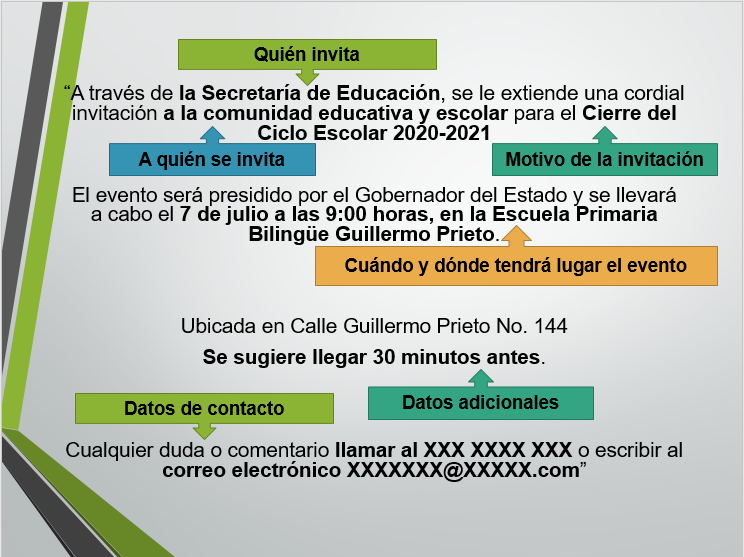 Quién invita
“A través de la Secretaría de Educación, se le extiende una cordial
invitación a la comunidad educativa y escolar para el Cierre del
Ciclo Escolar 2020-2021
A quién se invita
Motivo de la invitación
El evento será presidido por el Gobernador del Estado y se llevará
a cabo el 7 de julio a las 9:00 horas, en la Escuela Primaria
Bilingüe Guillermo Prieto.
Cuándo y dónde tendrá lugar el evento
Ubicada en Calle Guillermo Prieto No. 144
Se sugiere llegar 30 minutos antes.
Datos adicionales
Datos de contacto
Cualquier duda o comentario llamar al XXX XXXX XXX o escribir al
correo electrónico XXXXXXX@XXXXX.com”